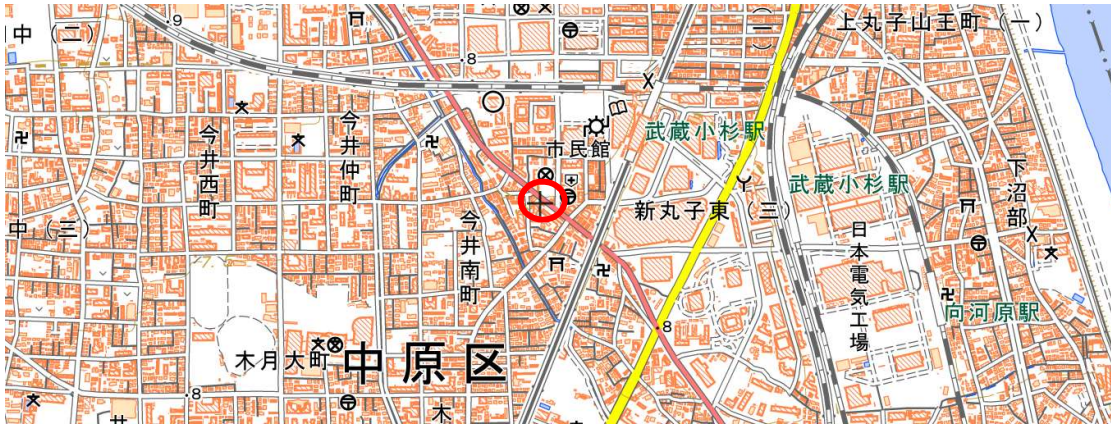 .9
中(二)
.8
(二)
上丸子山王町(一)
今井西町
今井仲町
市民館
武蔵小杉駅
武蔵小杉駅
下沼部
中(三)
今井南町
新丸子東(三)
日本電気工場
向河原駅
8
木月大町
中原区
.8
木
井